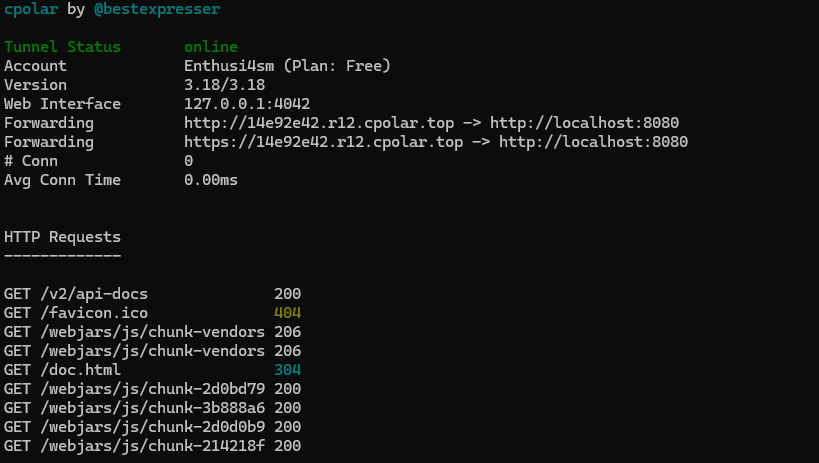 cpolar by @bestexpresser
Tunnel Status online
Account Enthusi4sm (Plan: Free)
Version 3.18/3.18
Web Interface 127.0.0.1:4042
Forwarding http://14e92e42.r12.cpolar.top -> http://localhost:8080
Forwarding https://14e92e42.r12.cpolar.top -> http://localhost:8080
# Conn 0
Avg Conn Time 0.00ms
HTTP Requests
-------------
GET /v2/api-docs 200
GET /favicon.ico 404
GET /webjars/js/chunk-vendors 206
GET /webjars/js/chunk-vendors 206
GET /doc.html 304
GET /webjars/js/chunk-2d0bd79 200
GET /webjars/js/chunk-3b888a6 200
GET /webjars/js/chunk-2d0d0b9 200
GET /webjars/js/chunk-214218f 200